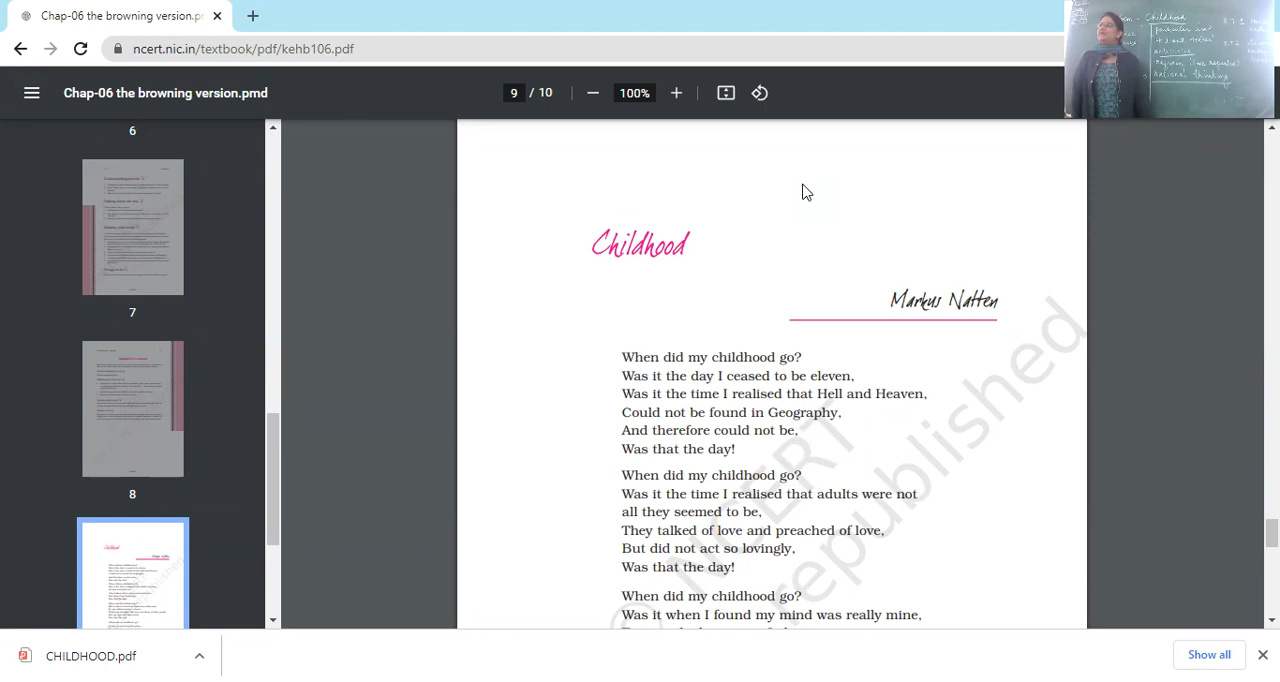 Chap-06 the browning version.p
ncert.nic.in/textbook/pdf/kehb106.pdf
Childhood
rational thinking
Chap-06 the browning version.pmd
9 / 10
100%
6
7
8
Childhood
Markus Natten
When did my childhood go?
Was it the day I ceased to be eleven,
Was it the time I realised that Hell and Heaven,
Could not be found in Geography,
And therefore could not be,
Was that the day!
When did my childhood go?
Was it the time I realised that adults were not
all they seemed to be,
They talked of love and preached of love,
But did not act so lovingly,
Was that the day!
When did my childhood go?
Was it when I found my mind was really mine,
© NCERT
republished
CHILDHOOD.pdf
Show all